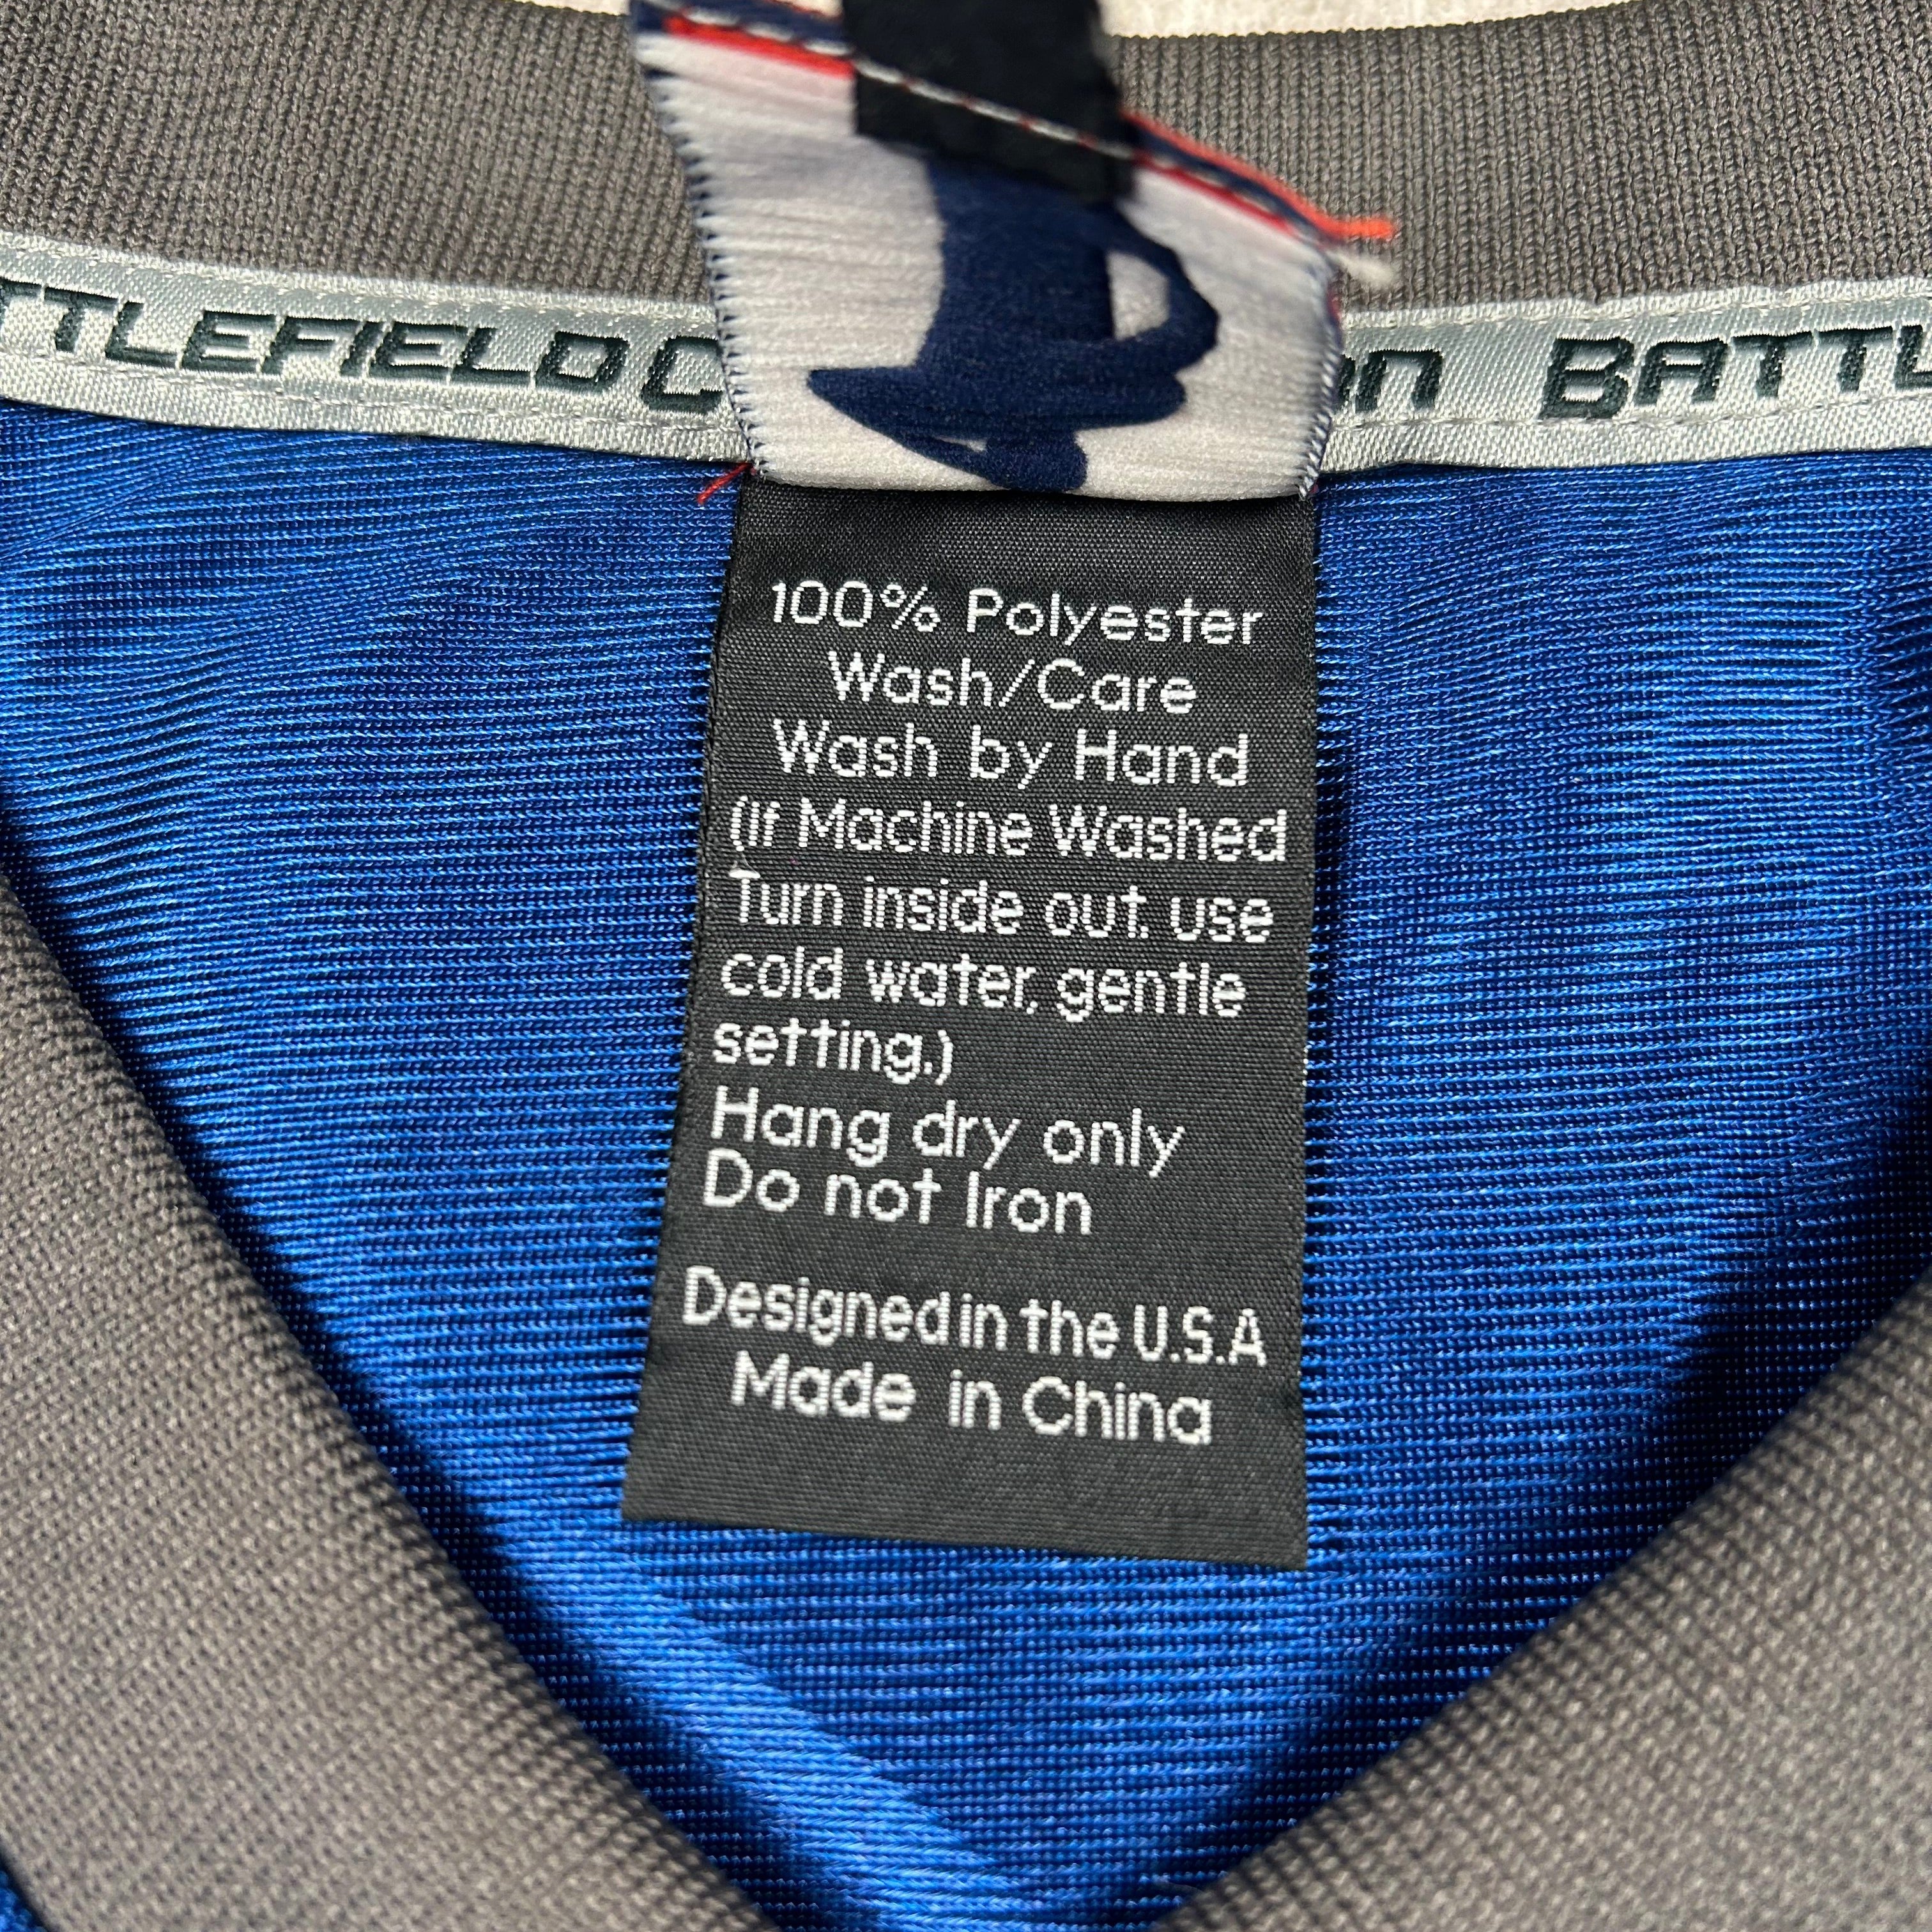 TTLEFIELD C
on BATTL
100% Polyester
Wash/Care
Wash by Hand
(If Machine Washed
Turn inside out. use
cold water, gentle
setting.)
Hang dry only
Do not Iron
Designed in the U.S.A
Made in China